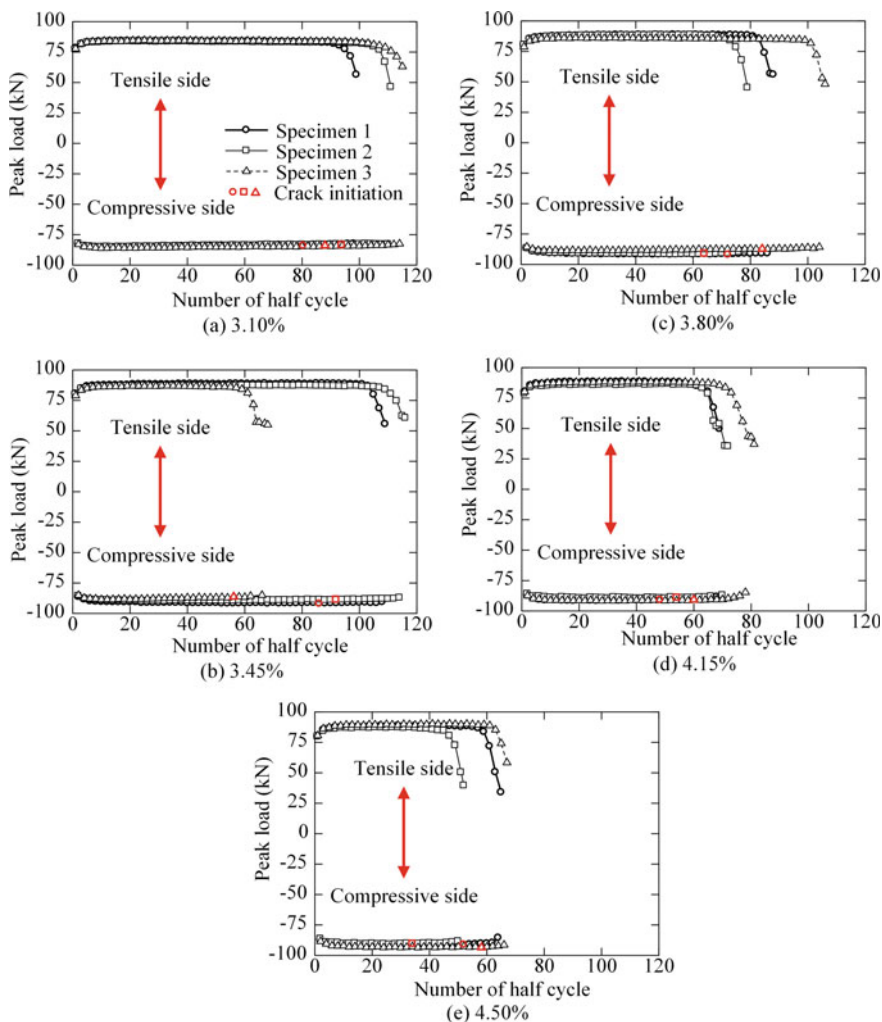 100
75
50
25
0
-25
-50
-75
-100
Peak load (kN)
Tensile side
Specimen 1
Specimen 2
Specimen 3
Crack initiation
Compressive side
0 20 40 60 80 100 120
Number of half cycle
(a) 3.10%
100
75
50
25
0
-25
-50
-75
-100
Peak load (kN)
Tensile side
Compressive side
0 20 40 60 80 100 120
Number of half cycle
(c) 3.80%
100
75
50
25
0
-25
-50
-75
-100
Peak load (kN)
Tensile side
Compressive side
0 20 40 60 80 100 120
Number of half cycle
(b) 3.45%
100
75
50
25
0
-25
-50
-75
-100
Peak load (kN)
Tensile side
Compressive side
0 20 40 60 80 100 120
Number of half cycle
(d) 4.15%
100
75
50
25
0
-25
-50
-75
-100
Peak load (kN)
Tensile side
Compressive side
0 20 40 60 80 100 120
Number of half cycle
(e) 4.50%